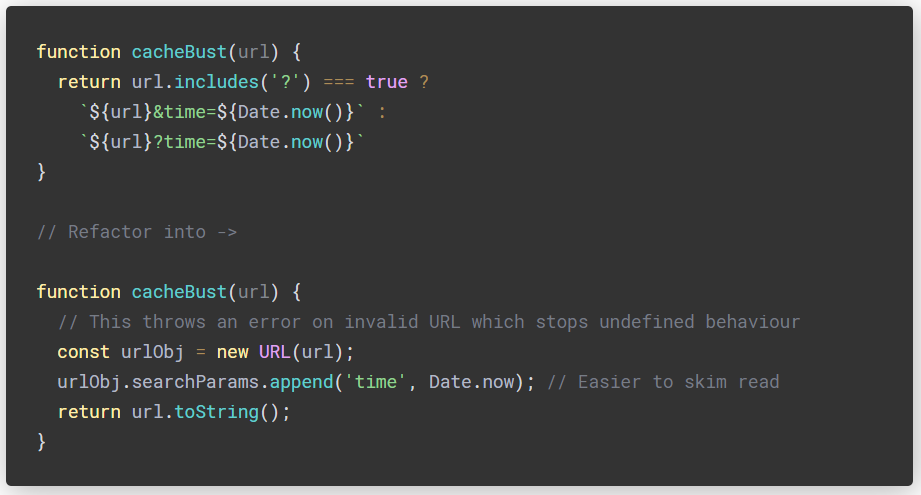 function cacheBust(url) {
  return url.includes('?') === true ?
    `${url}&time=${Date.now()}` :
    `${url}?time=${Date.now()}`
}
// Refactor into ->
function cacheBust(url) {
  // This throws an error on invalid URL which stops undefined behaviour
  const urlObj = new URL(url);
  urlObj.searchParams.append('time', Date.now); // Easier to skim read
  return url.toString();
}